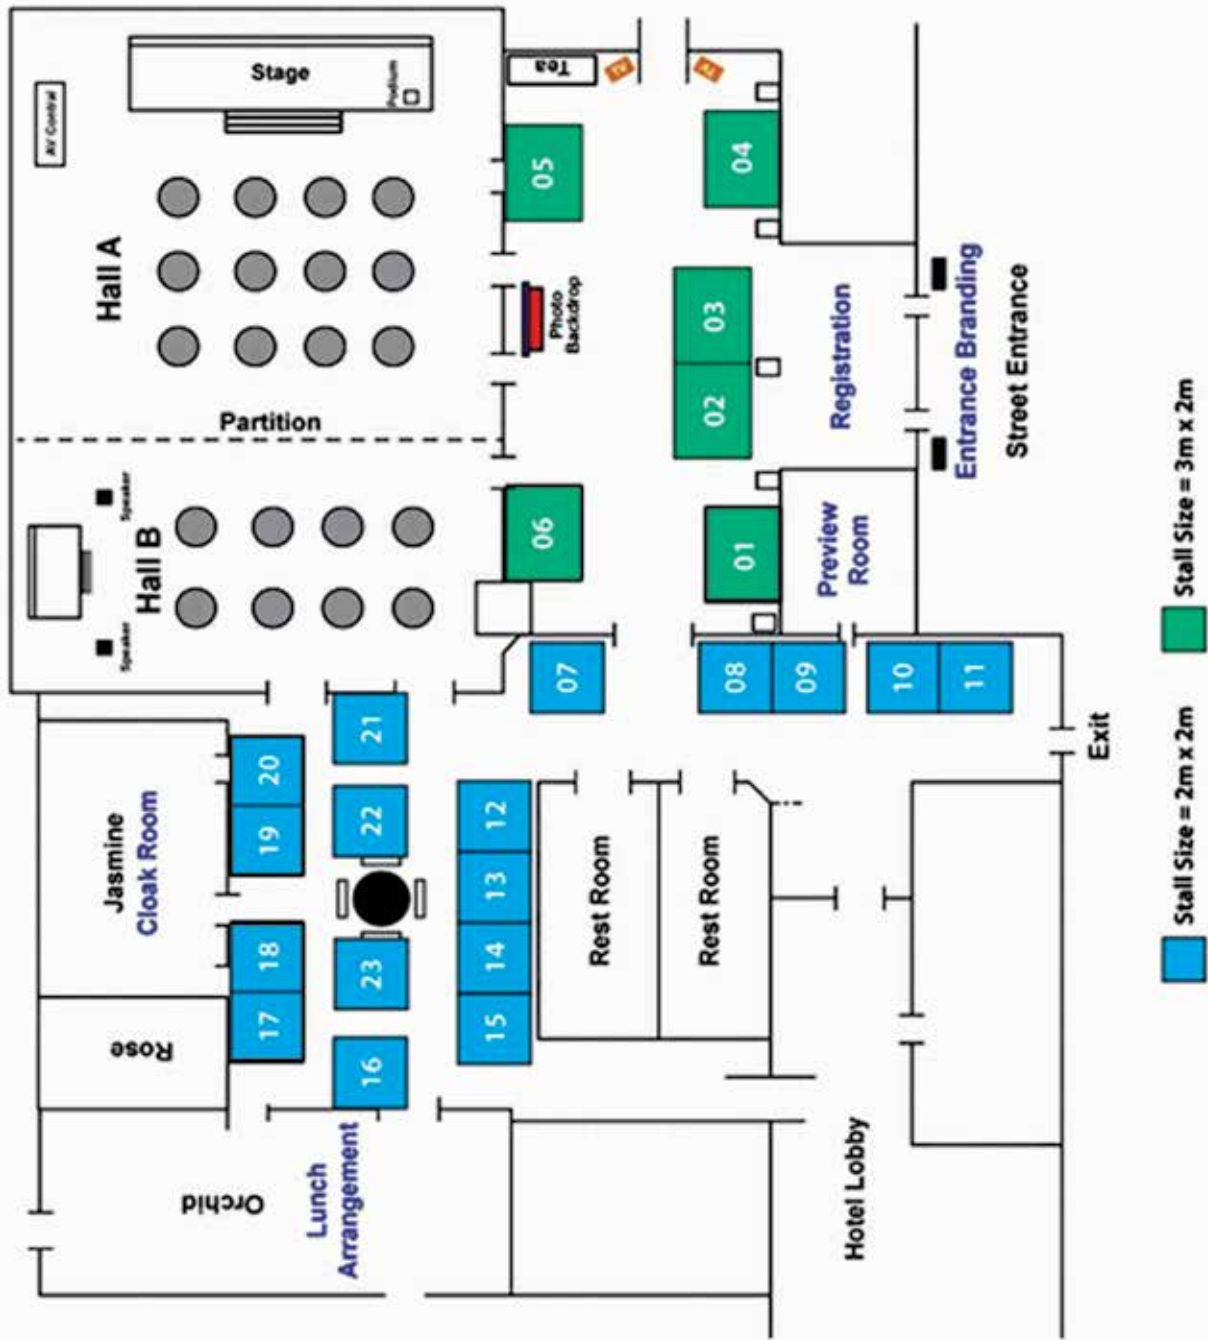 Stage
Podium
AV Control
Tea
TV
TV
Hall A
05
04
Photo
Backdrop
03
02
Registration
Entrance Branding
Street Entrance
Partition
Speaker
Hall B
Speaker
06
01
Preview
Room
07
08
09
10
11
Exit
Jasmine
Cloak Room
20
19
21
22
12
13
14
15
18
17
23
16
Rest Room
Rest Room
Rose
Orchid
Lunch
Arrangement
Hotel Lobby
Stall Size = 2m x 2m
Stall Size = 3m x 2m